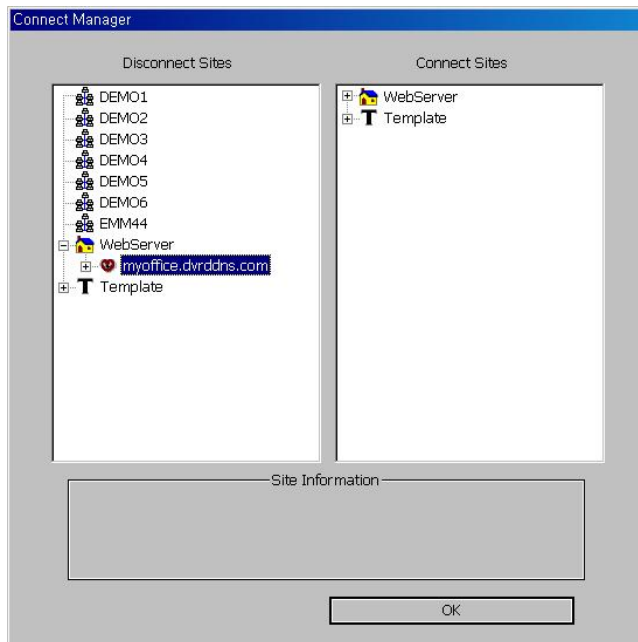 Connect Manager
Disconnect Sites
DEMO1
DEMO2
DEMO3
DEMO4
DEMO5
DEMO6
EMM44
WebServer
myoffice.dvrddns.com
T Template
Connect Sites
WebServer
T Template
Site Information
OK